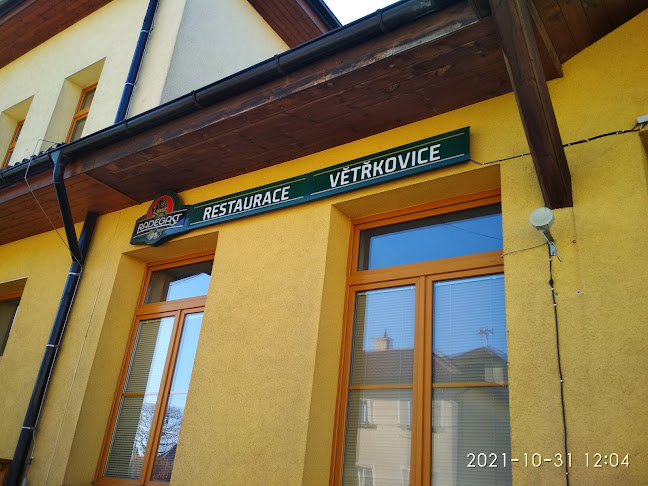 RADEGAST
RESTAURACE VĚTŘKOVICE
2021-10-31 12:04